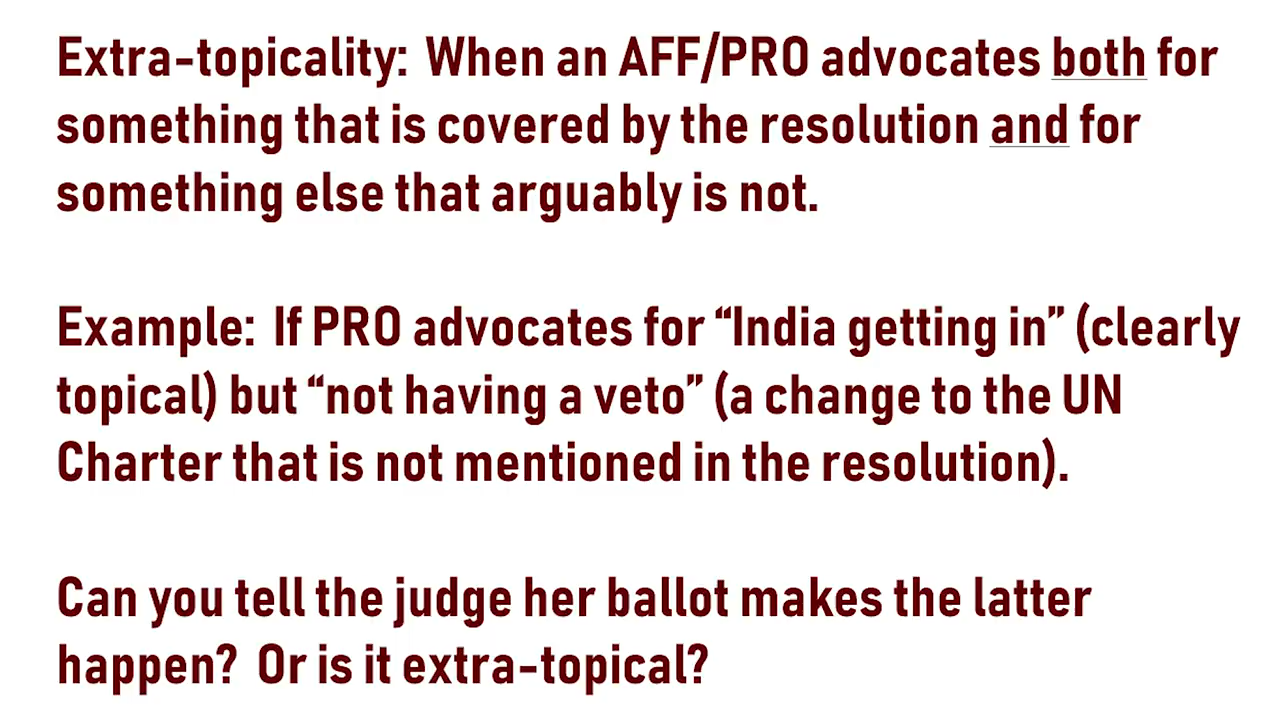 Extra-topicality:  When an AFF/PRO advocates both for
something that is covered by the resolution and for
something else that arguably is not.
Example:  If PRO advocates for “India getting in” (clearly
topical) but “not having a veto” (a change to the UN
Charter that is not mentioned in the resolution).
Can you tell the judge her ballot makes the latter
happen?  Or is it extra-topical?